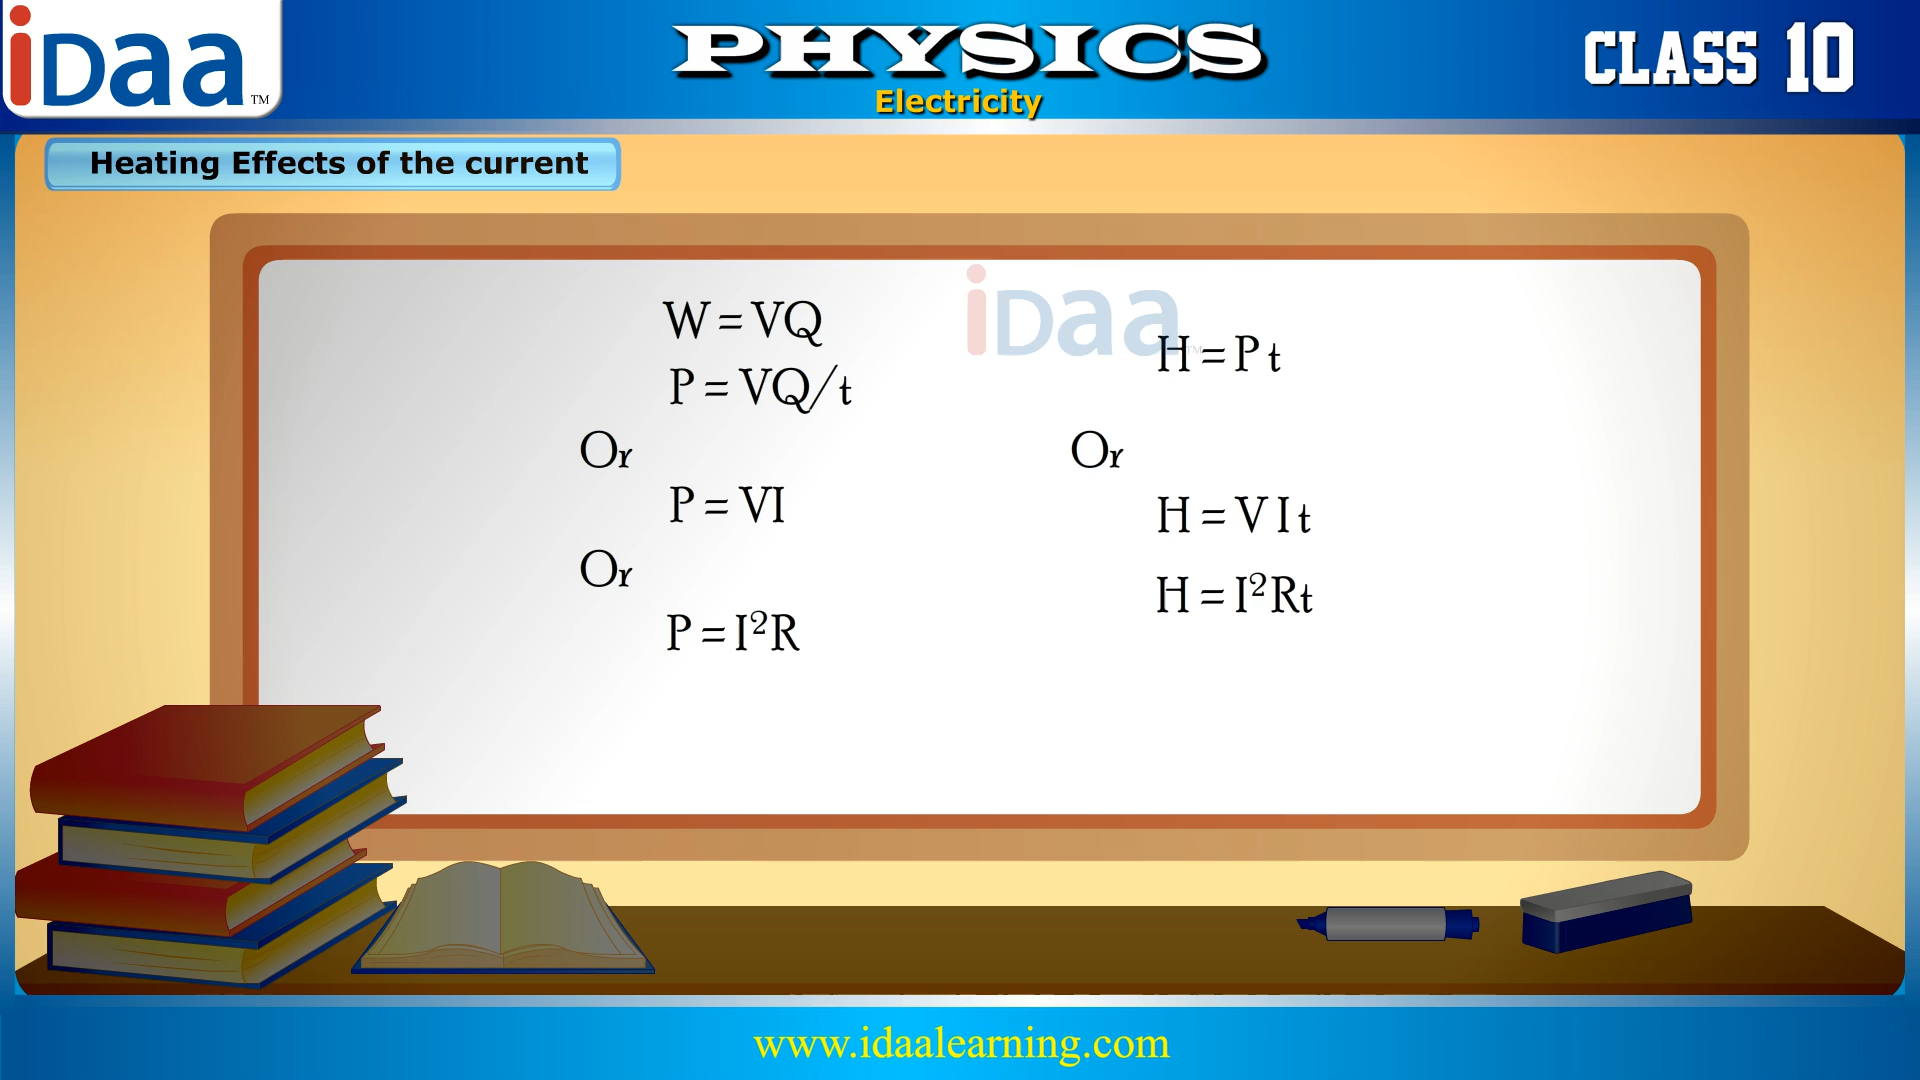 iDaa™
PHYSICS
Electricity
CLASS 10
Heating Effects of the current
iDaa™
W = VQ
P = VQ/t
Or
P = VI
Or
P = I²R
H = P t
Or
H = V I t
H = I²Rt
www.idaalearning.com